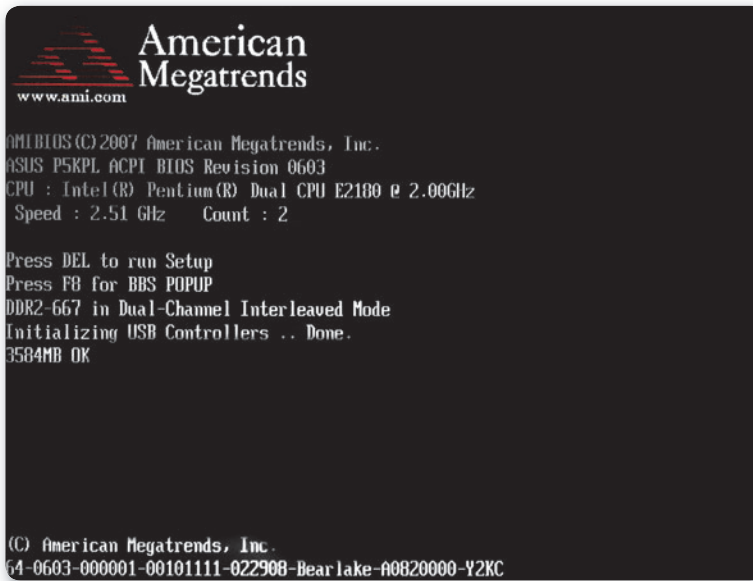 American
Megatrends
www.ami.com
AMIBIOS(C)2007 American Megatrends, Inc.
ASUS P5KPL ACPI BIOS Revision 0603
CPU : Intel(R) Pentium(R) Dual CPU E2180 @ 2.00GHz
Speed : 2.51 GHz Count : 2
Press DEL to run Setup
Press F8 for BBS POPUP
DDR2-667 in Dual-Channel Interleaved Mode
Initializing USB Controllers .. Done.
3584MB OK
(C) American Megatrends, Inc.
64-0603-000001-00101111-022908-Bearlake-A0820000-Y2KC